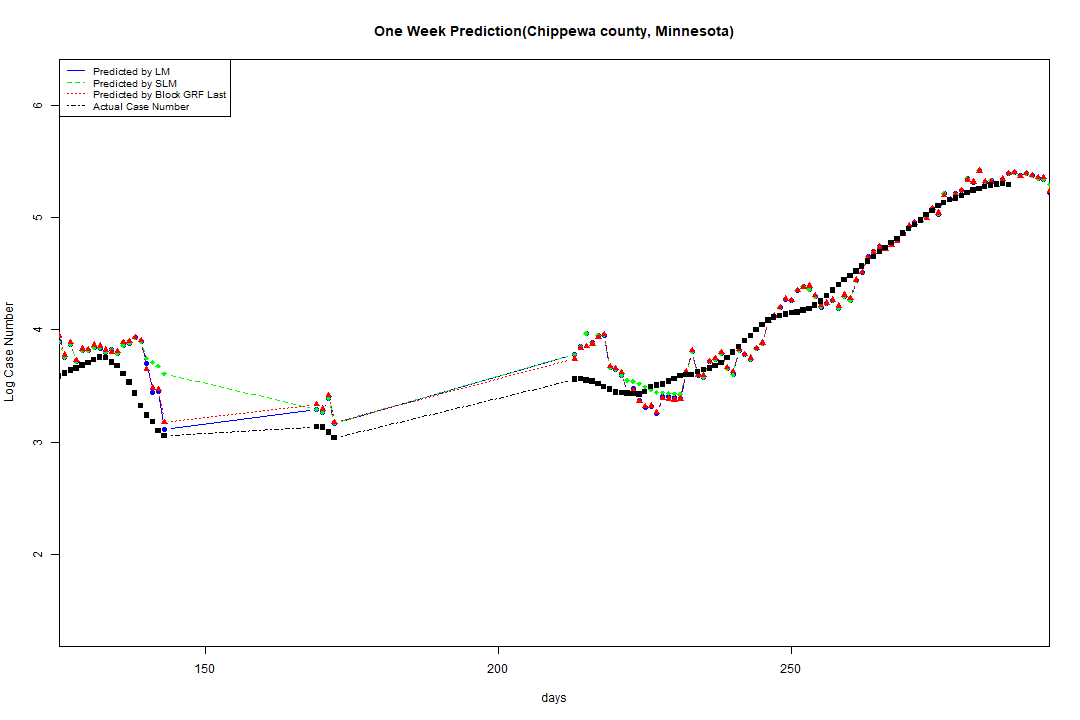 One Week Prediction(Chippewa county, Minnesota)
Predicted by LM
Predicted by SLM
Predicted by Block GRF Last
Actual Case Number
Log Case Number
6
5
4
3
2
150 200 250
days